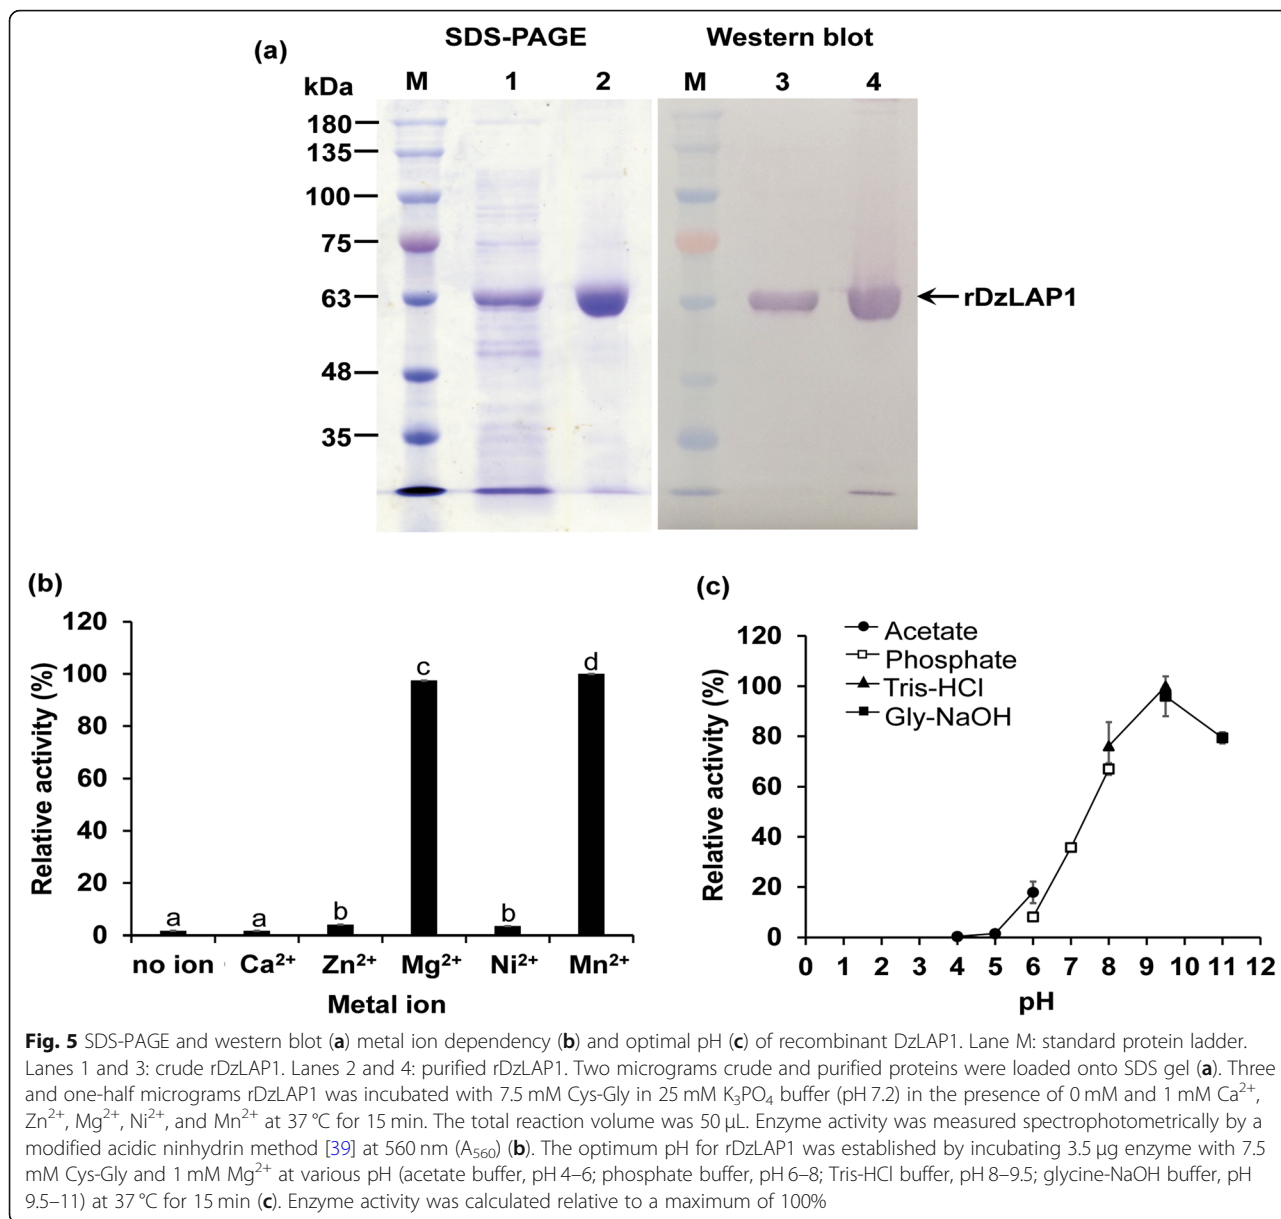 (a)
SDS-PAGE
Western blot
kDa
M 1 2
M 3 4
180
135
100
75
63
48
35
rDzLAP1
(b)
Relative activity (%)
120
100
80
60
40
20
0
a a b c b d
no ion Ca²⁺ Zn²⁺ Mg²⁺ Ni²⁺ Mn²⁺
Metal ion
(c)
Acetate
Phosphate
Tris-HCl
Gly-NaOH
Relative activity (%)
120
100
80
60
40
20
0
0 1 2 3 4 5 6 7 8 9 10 11 12
pH
Fig. 5 SDS-PAGE and western blot (a) metal ion dependency (b) and optimal pH (c) of recombinant DzLAP1. Lane M: standard protein ladder.
Lanes 1 and 3: crude rDzLAP1. Lanes 2 and 4: purified rDzLAP1. Two micrograms crude and purified proteins were loaded onto SDS gel (a). Three
and one-half micrograms rDzLAP1 was incubated with 7.5 mM Cys-Gly in 25 mM K₃PO₄ buffer (pH 7.2) in the presence of 0 mM and 1 mM Ca²⁺,
Zn²⁺, Mg²⁺, Ni²⁺, and Mn²⁺ at 37 °C for 15 min. The total reaction volume was 50 μL. Enzyme activity was measured spectrophotometrically by a
modified acidic ninhydrin method [39] at 560 nm (A₅₆₀) (b). The optimum pH for rDzLAP1 was established by incubating 3.5 μg enzyme with 7.5
mM Cys-Gly and 1 mM Mg²⁺ at various pH (acetate buffer, pH 4–6; phosphate buffer, pH 6–8; Tris-HCl buffer, pH 8–9.5; glycine-NaOH buffer, pH
9.5–11) at 37 °C for 15 min (c). Enzyme activity was calculated relative to a maximum of 100%